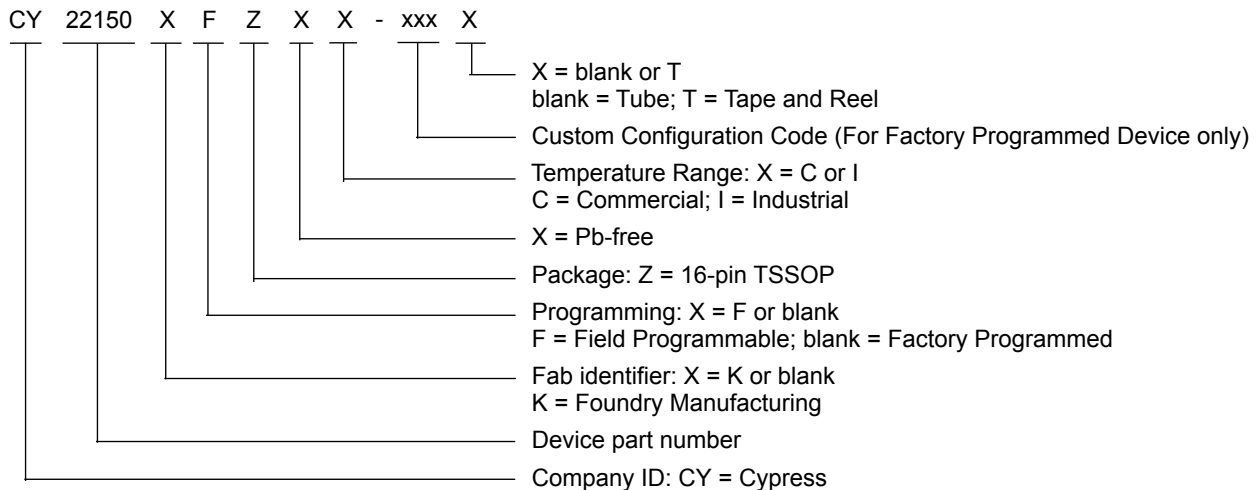 CY 22150 X F Z X X - xxx X
X = blank or T
blank = Tube; T = Tape and Reel
Custom Configuration Code (For Factory Programmed Device only)
Temperature Range: X = C or I
C = Commercial; I = Industrial
X = Pb-free
Package: Z = 16-pin TSSOP
Programming: X = F or blank
F = Field Programmable; blank = Factory Programmed
Fab identifier: X = K or blank
K = Foundry Manufacturing
Device part number
Company ID: CY = Cypress